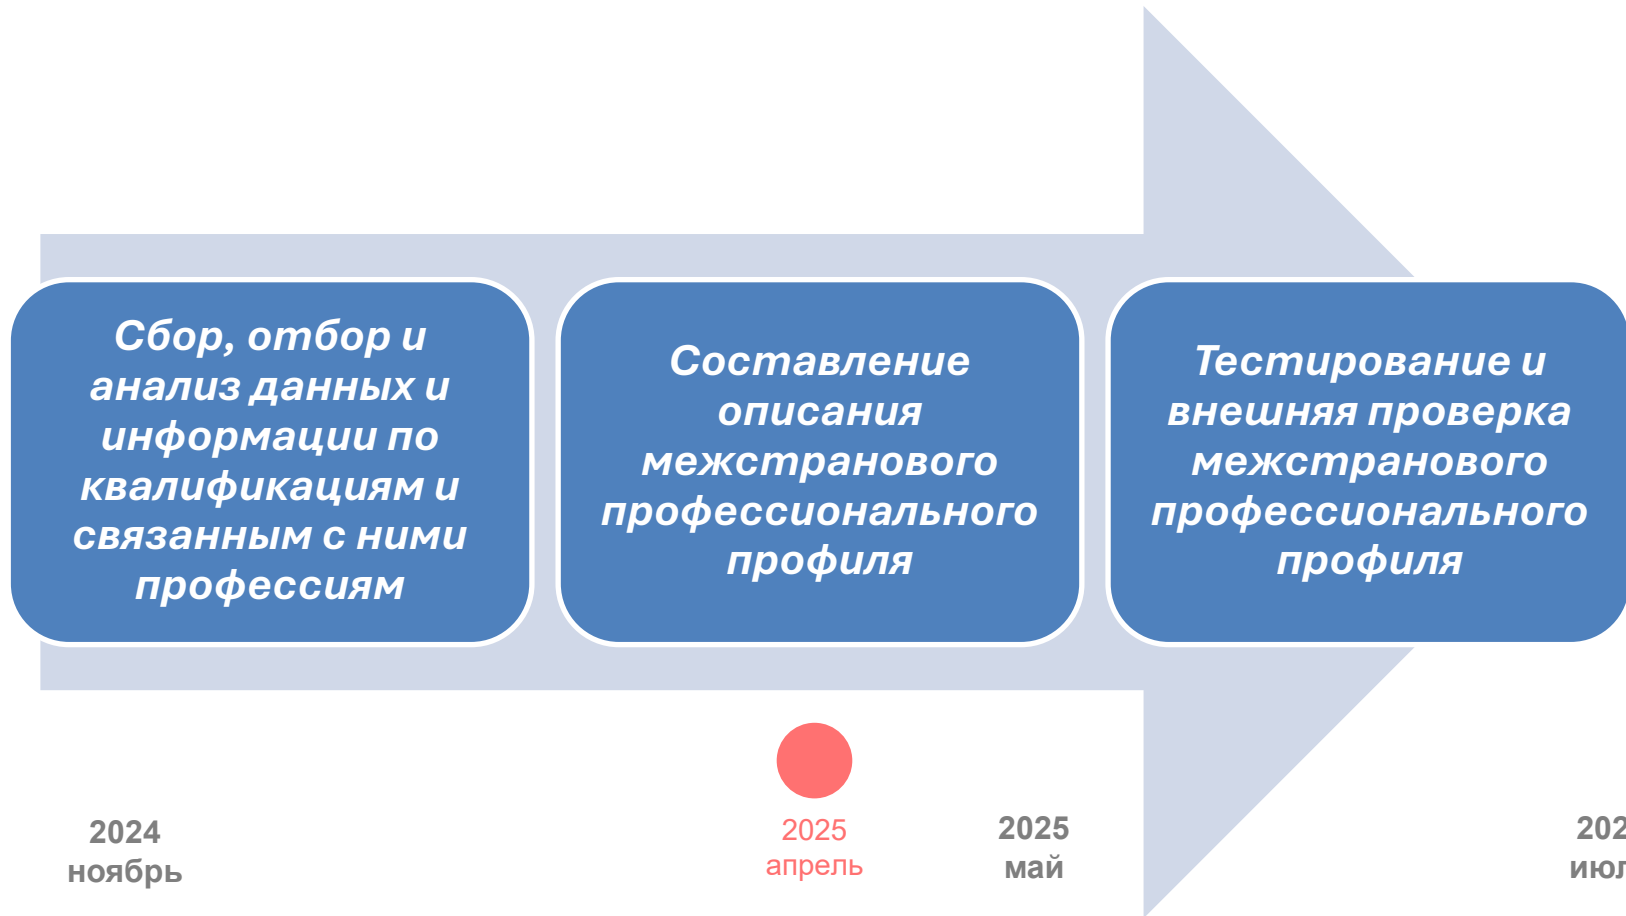 Сбор, отбор и
анализ данных и
информации по
квалификациям и
связанным с ними
профессиям
Составление
описания
межстранового
профессионального
профиля
Тестирование и
внешняя проверка
межстранового
профессионального
профиля
2024
ноябрь
2025
апрель
2025
май